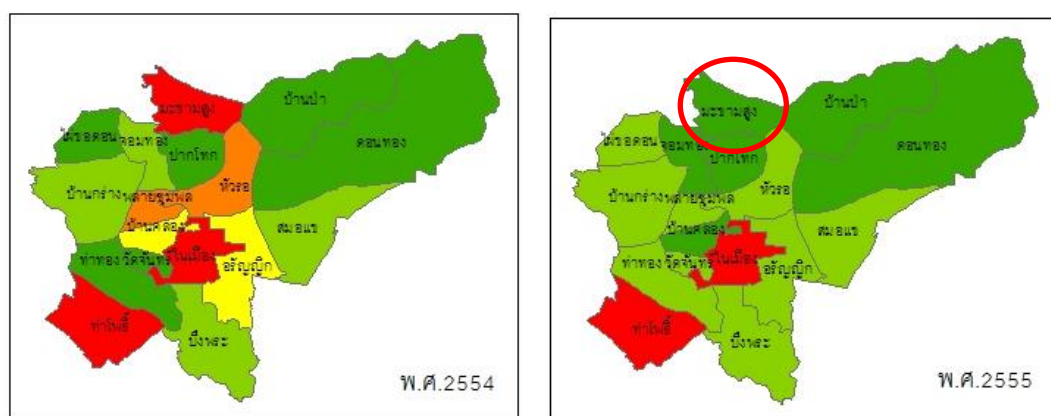 บ้านป่า
มะขามสูง
ไผ่ขอดอน
จอมทอง
ปากโทก
ดอนทอง
บ้านกร่าง
พลายชุมพล
หัวรอ
บ้านคลอง
สมอแข
ท่าทอง
วัดจันทร์
ในเมือง
อรัญญิก
ท่าโพธิ์
บึงพระ
พ.ศ.2554
บ้านป่า
มะขามสูง
ไผ่ขอดอน
จอมทอง
ปากโทก
ดอนทอง
บ้านกร่าง
พลายชุมพล
หัวรอ
บ้านคลอง
สมอแข
ท่าทอง
วัดจันทร์
ในเมือง
อรัญญิก
ท่าโพธิ์
บึงพระ
พ.ศ.2555